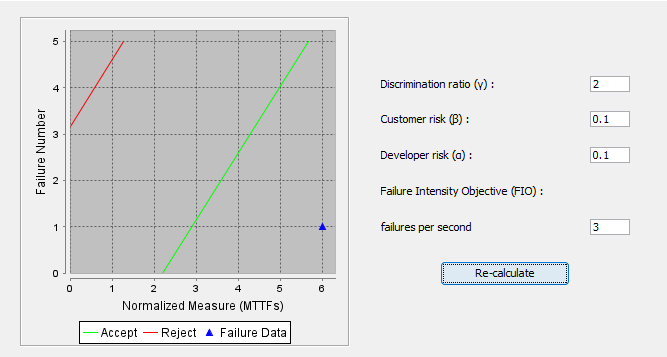 5
4
3
2
1
0
Failure Number
0 1 2 3 4 5 6
Normalized Measure (MTTFs)
Accept Reject Failure Data
Discrimination ratio (γ) : 2
Customer risk (β) : 0.1
Developer risk (α) : 0.1
Failure Intensity Objective (FIO) :
failures per second 3
Re-calculate